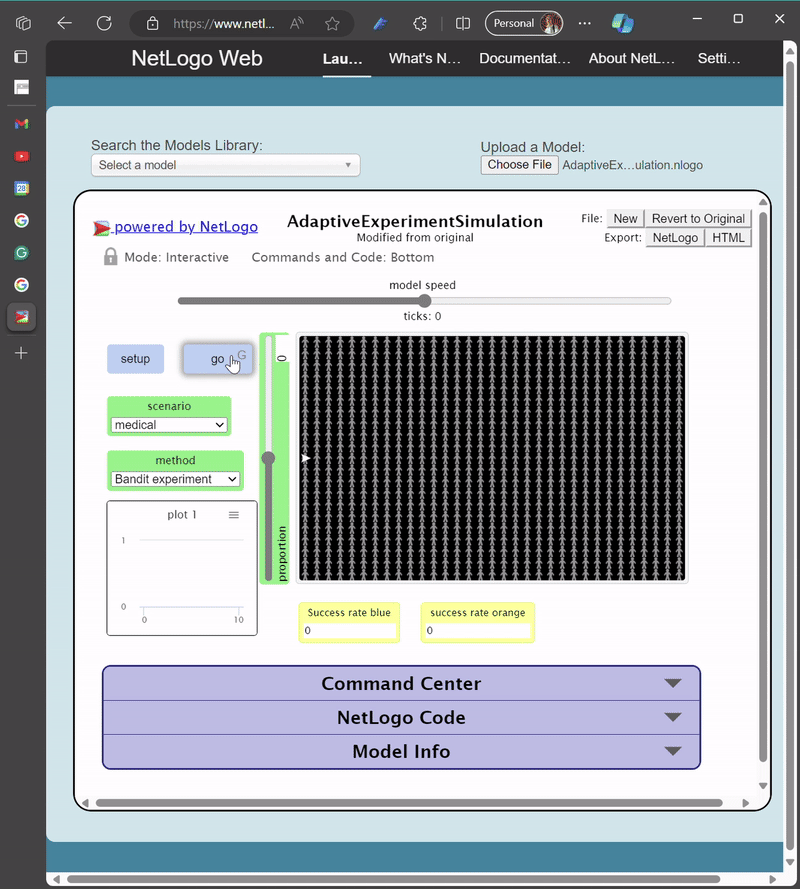 https://www.netl...
Personal
NetLogo Web
Lau...
What's N...
Documentat...
About NetL...
Setti...
28
Search the Models Library:
Select a model
Upload a Model:
Choose File
AdaptiveEx...ulation.nlogo
powered by NetLogo
AdaptiveExperimentSimulation
Modified from original
File:
New
Revert to Original
Export:
NetLogo
HTML
Mode: Interactive
Commands and Code: Bottom
model speed
ticks: 0
setup
go
G
scenario
medical
method
Bandit experiment
0
proportion
plot 1
1
0
0
10
Success rate blue
0
success rate orange
0
Command Center
NetLogo Code
Model Info